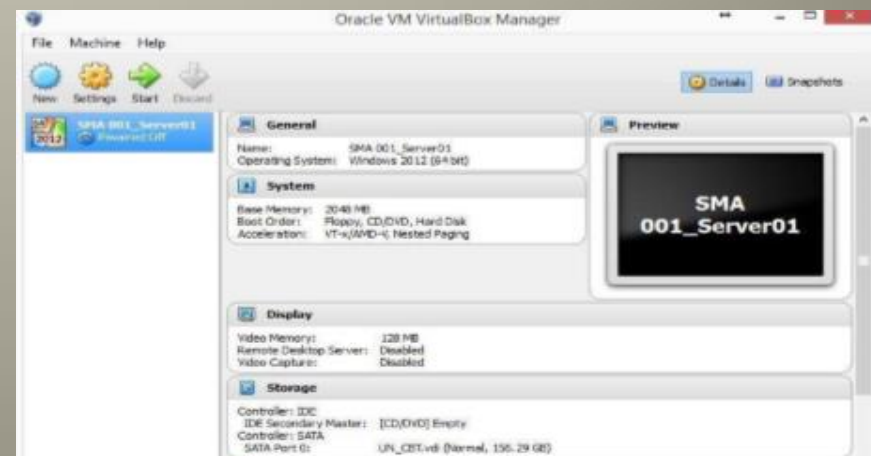 Oracle VM VirtualBox Manager
File Machine Help
New Settings Start Discard
Details Snapshots
SMA 001_Server01
Powered Off
2012
General
Name: SMA 001_Server01
Operating System: Windows 2012 (64 bit)
System
Base Memory: 2048 MB
Boot Order: Floppy, CD/DVD, Hard Disk
Acceleration: VT-x/AMD-V, Nested Paging
Preview
SMA
001_Server01
Display
Video Memory: 128 MB
Remote Desktop Server: Disabled
Video Capture: Disabled
Storage
Controller: IDE
IDE Secondary Master: [CD/DVD] Empty
Controller: SATA
SATA Port 0: UN_CBT.vdi (Normal, 156.29 GB)